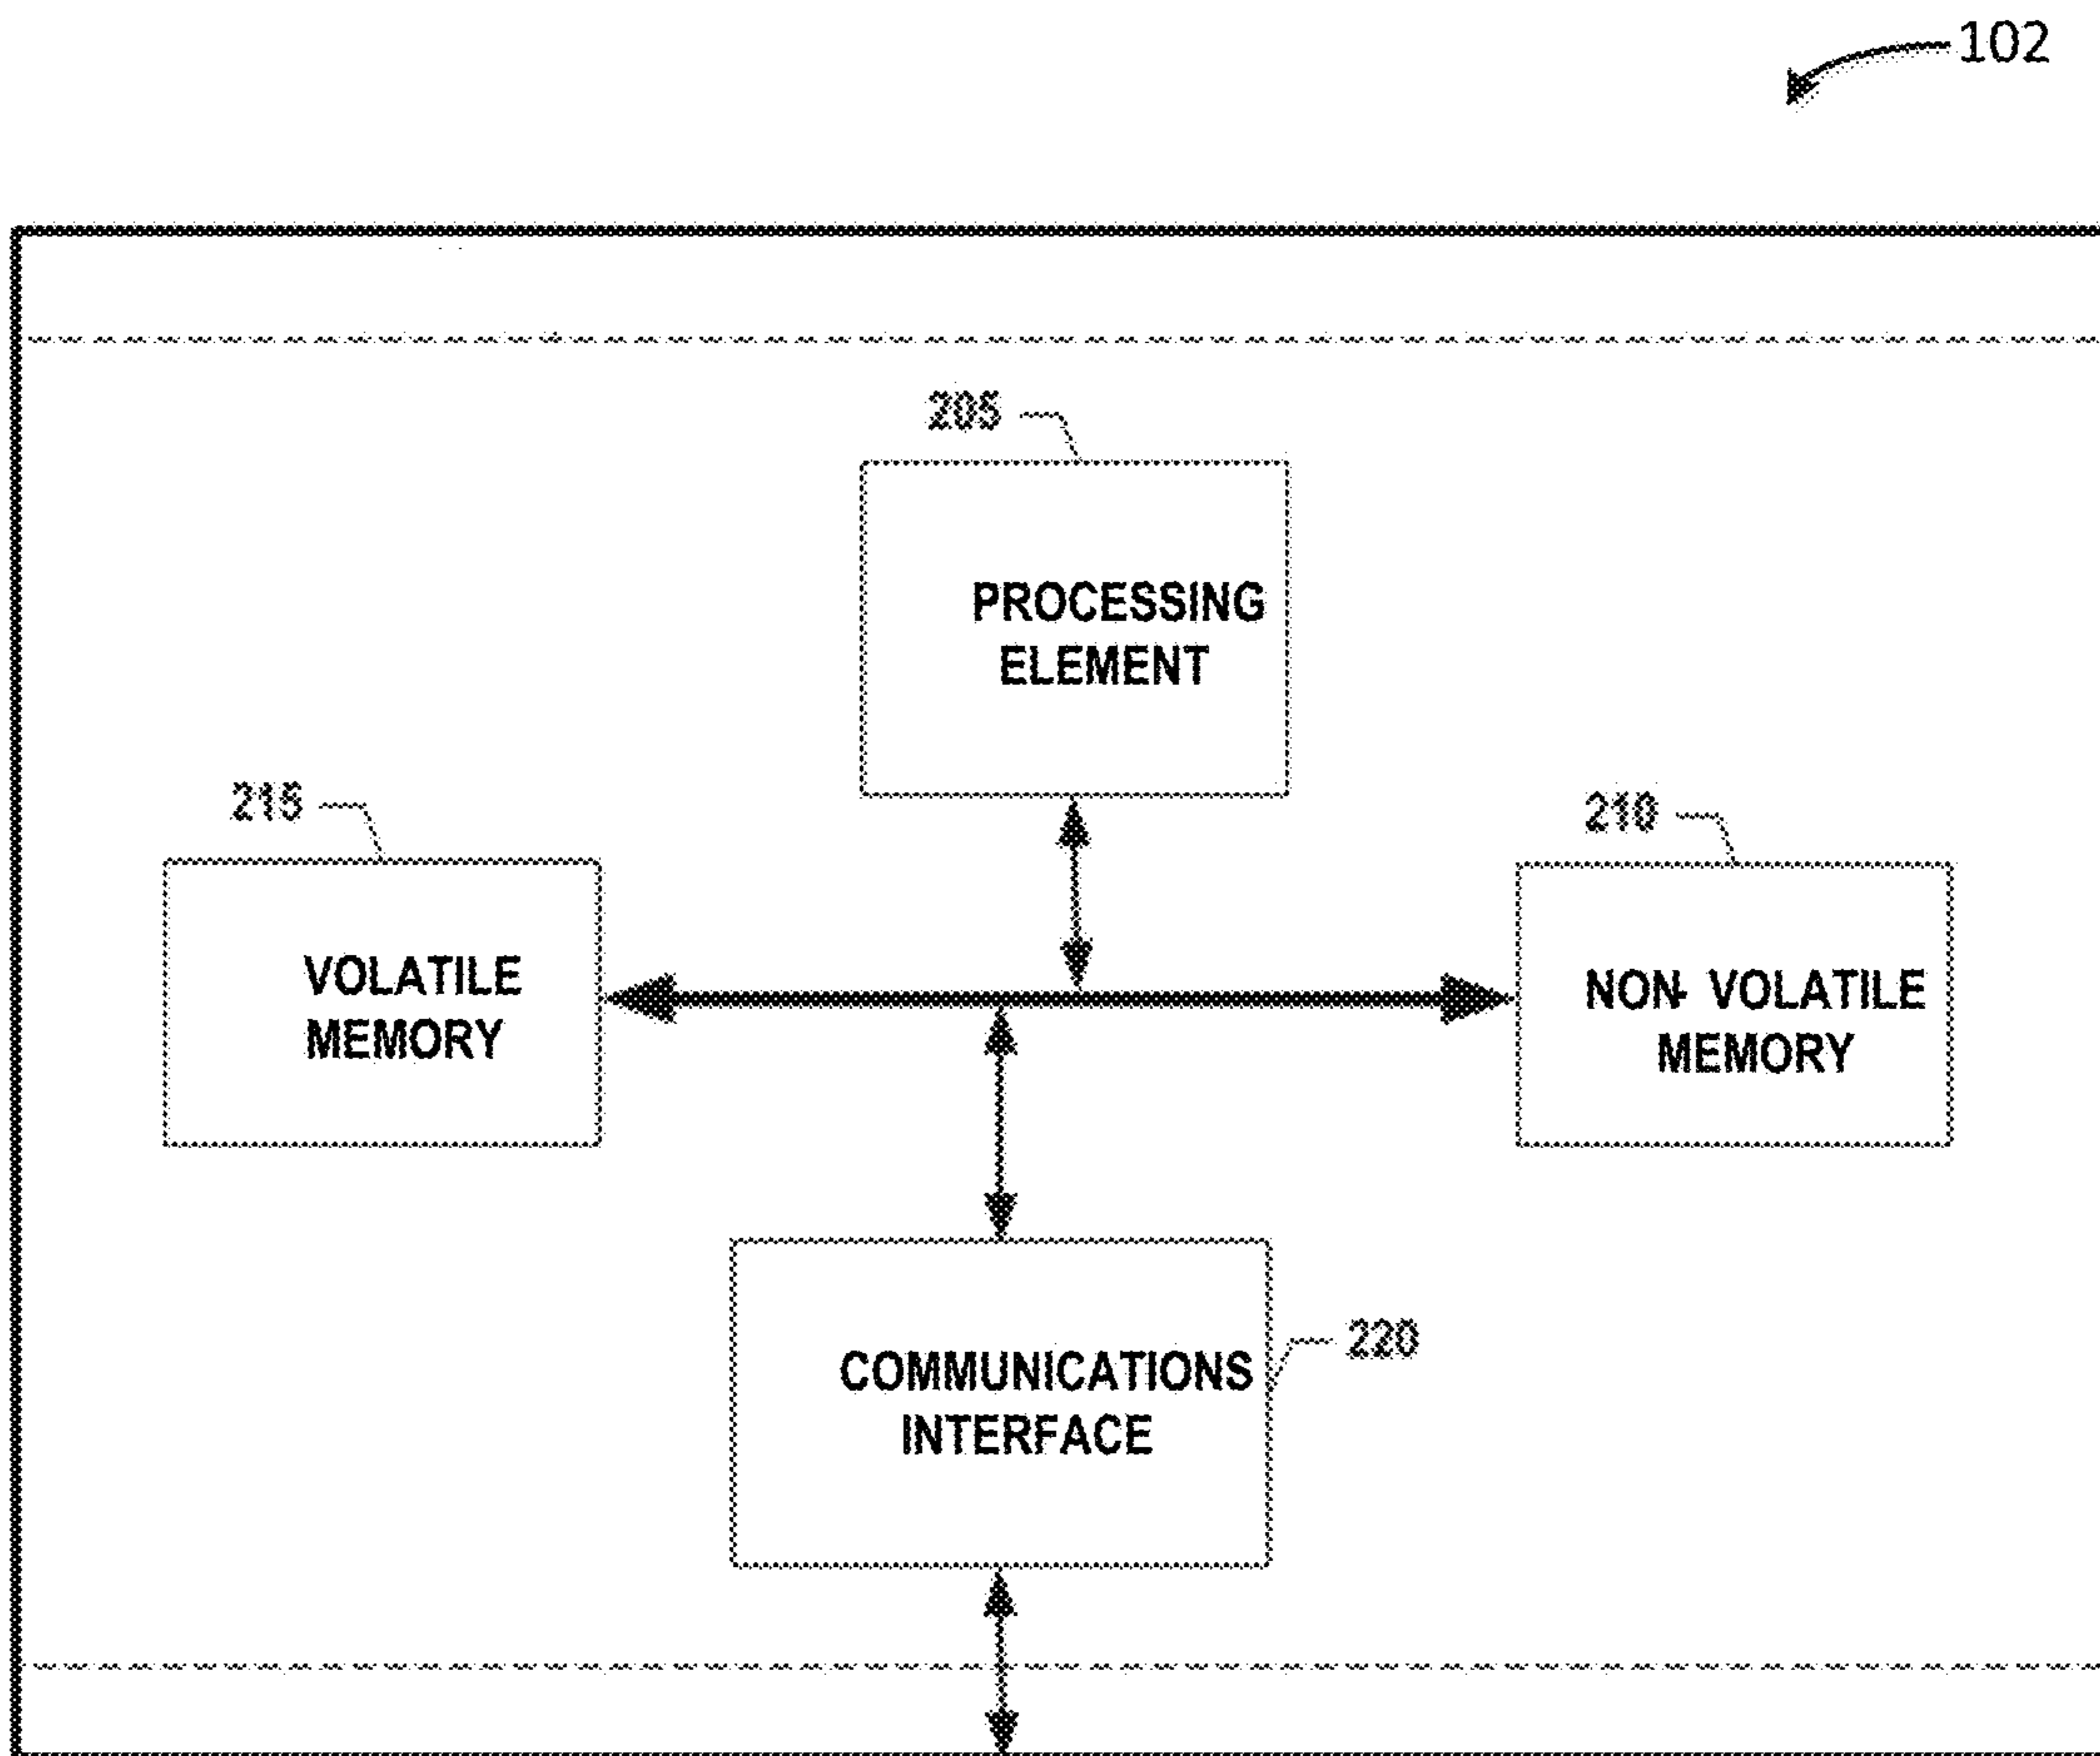 102
205
PROCESSING
ELEMENT
215
210
VOLATILE
MEMORY
NON- VOLATILE
MEMORY
220
COMMUNICATIONS
INTERFACE